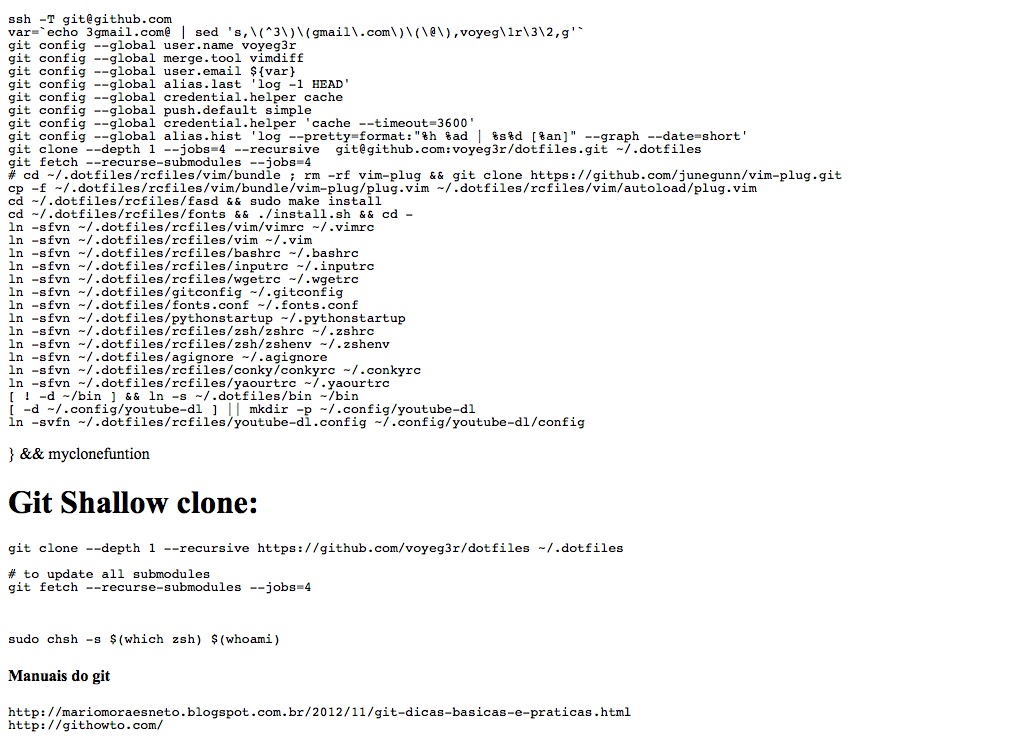 ssh -T git@github.com
var=`echo 3gmail.com@ | sed 's,\(^3\)\(gmail\.com\)\(\@\),voyeg\1r\3\2,g'`
git config --global user.name voyeg3r
git config --global merge.tool vimdiff
git config --global user.email ${var}
git config --global alias.last 'log -1 HEAD'
git config --global credential.helper cache
git config --global push.default simple
git config --global credential.helper 'cache --timeout=3600'
git config --global alias.hist 'log --pretty=format:"%h %ad | %s%d [%an]" --graph --date=short'
git clone --depth 1 --jobs=4 --recursive  git@github.com:voyeg3r/dotfiles.git ~/.dotfiles
git fetch --recurse-submodules --jobs=4
# cd ~/.dotfiles/rcfiles/vim/bundle ; rm -rf vim-plug && git clone https://github.com/junegunn/vim-plug.git
cp -f ~/.dotfiles/rcfiles/vim/bundle/vim-plug/plug.vim ~/.dotfiles/rcfiles/vim/autoload/plug.vim
cd ~/.dotfiles/rcfiles/fasd && sudo make install
cd ~/.dotfiles/rcfiles/fonts && ./install.sh && cd -
ln -sfvn ~/.dotfiles/rcfiles/vim/vimrc ~/.vimrc
ln -sfvn ~/.dotfiles/rcfiles/vim ~/.vim
ln -sfvn ~/.dotfiles/rcfiles/bashrc ~/.bashrc
ln -sfvn ~/.dotfiles/rcfiles/inputrc ~/.inputrc
ln -sfvn ~/.dotfiles/rcfiles/wgetrc ~/.wgetrc
ln -sfvn ~/.dotfiles/gitconfig ~/.gitconfig
ln -sfvn ~/.dotfiles/fonts.conf ~/.fonts.conf
ln -sfvn ~/.dotfiles/pythonstartup ~/.pythonstartup
ln -sfvn ~/.dotfiles/rcfiles/zsh/zshrc ~/.zshrc
ln -sfvn ~/.dotfiles/rcfiles/zsh/zshenv ~/.zshenv
ln -sfvn ~/.dotfiles/agignore ~/.agignore
ln -sfvn ~/.dotfiles/rcfiles/conky/conkyrc ~/.conkyrc
ln -sfvn ~/.dotfiles/rcfiles/yaourtrc ~/.yaourtrc
[ ! -d ~/bin ] && ln -s ~/.dotfiles/bin ~/bin
[ -d ~/.config/youtube-dl ] || mkdir -p ~/.config/youtube-dl
ln -svfn ~/.dotfiles/rcfiles/youtube-dl.config ~/.config/youtube-dl/config
} && myclonefuntion
Git Shallow clone:
git clone --depth 1 --recursive https://github.com/voyeg3r/dotfiles ~/.dotfiles
# to update all submodules
git fetch --recurse-submodules --jobs=4
sudo chsh -s $(which zsh) $(whoami)
Manuais do git
http://mariomoraesneto.blogspot.com.br/2012/11/git-dicas-basicas-e-praticas.html
http://githowto.com/